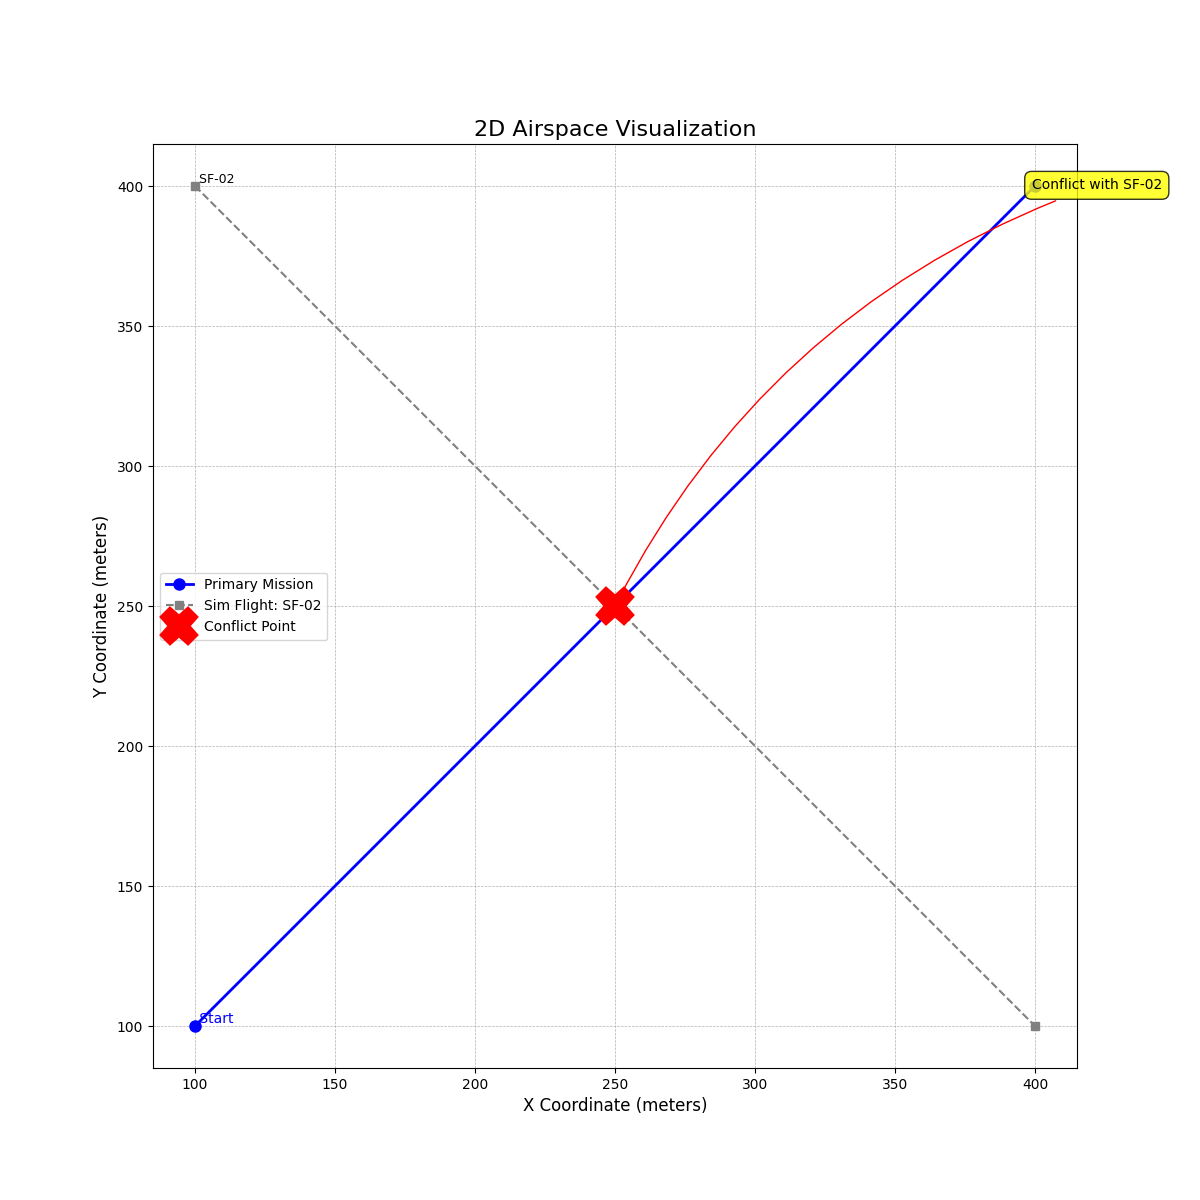 2D Airspace Visualization
SF-02
Conflict with SF-02
400
350
300
250
200
150
100
Y Coordinate (meters)
Primary Mission
Sim Flight: SF-02
Conflict Point
Start
100
150
200
250
300
350
400
X Coordinate (meters)